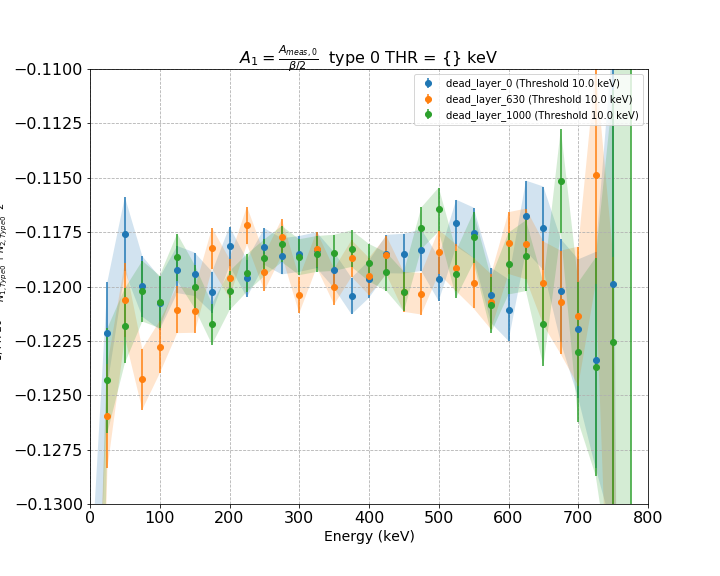 A₁ = A_{meas,0} / β/2 type 0 THR = {} keV
dead_layer_0 (Threshold 10.0 keV)
dead_layer_630 (Threshold 10.0 keV)
dead_layer_1000 (Threshold 10.0 keV)
−0.1100
−0.1125
−0.1150
−0.1175
−0.1200
−0.1225
−0.1250
−0.1275
−0.1300
0 100 200 300 400 500 600 700 800
Energy (keV)